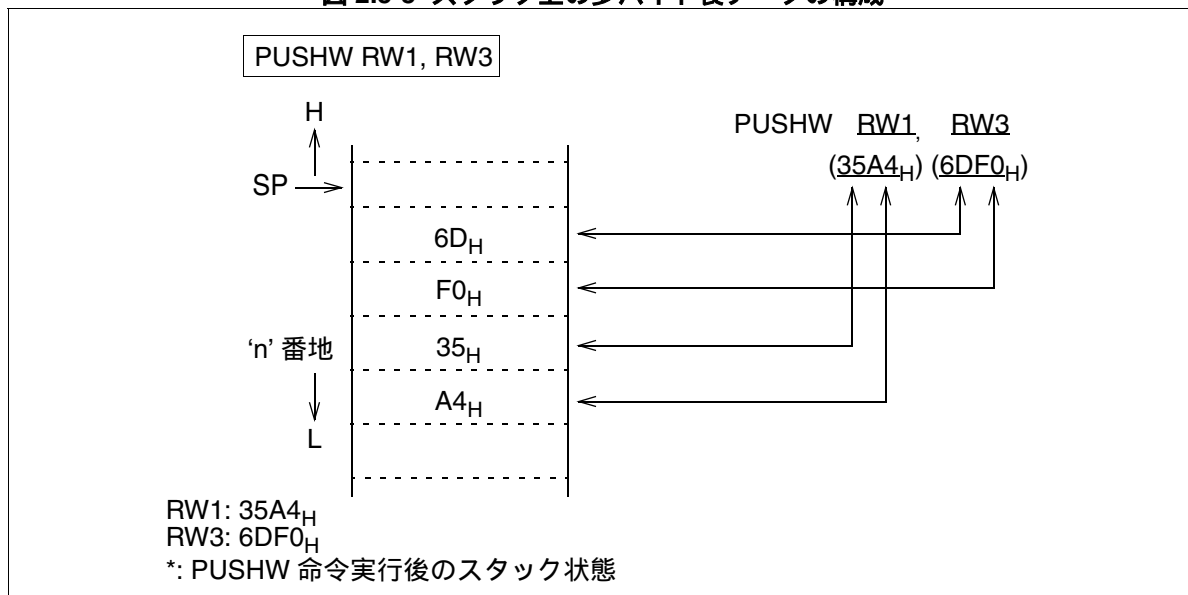 PUSHW RW1, RW3
H
PUSHW RW1, RW3
SP
(35A4H) (6DF0H)
6DH
F0H
‘n’ 番地
35H
A4H
L
RW1: 35A4H
RW3: 6DF0H
*: PUSHW 命令実行後のスタック状態